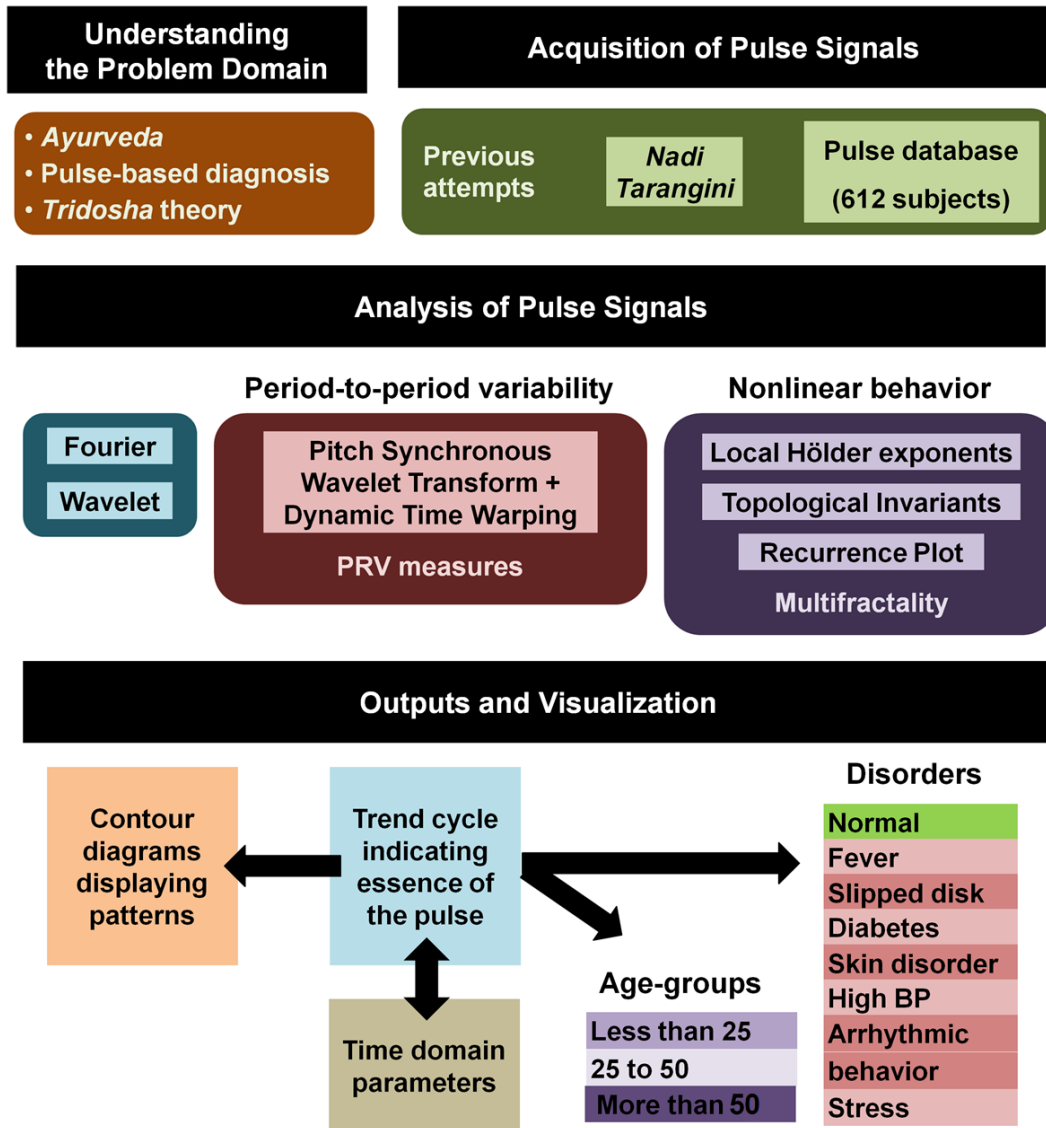 Understanding
the Problem Domain
• Ayurveda
• Pulse-based diagnosis
• Tridosha theory
Acquisition of Pulse Signals
Previous
attempts
Nadi
Tarangini
Pulse database
(612 subjects)
Analysis of Pulse Signals
Fourier
Wavelet
Period-to-period variability
Pitch Synchronous
Wavelet Transform +
Dynamic Time Warping
PRV measures
Nonlinear behavior
Local Hölder exponents
Topological Invariants
Recurrence Plot
Multifractality
Outputs and Visualization
Contour
diagrams
displaying
patterns
Trend cycle
indicating
essence of
the pulse
Time domain
parameters
Age-groups
Less than 25
25 to 50
More than 50
Disorders
Normal
Fever
Slipped disk
Diabetes
Skin disorder
High BP
Arrhythmic
behavior
Stress